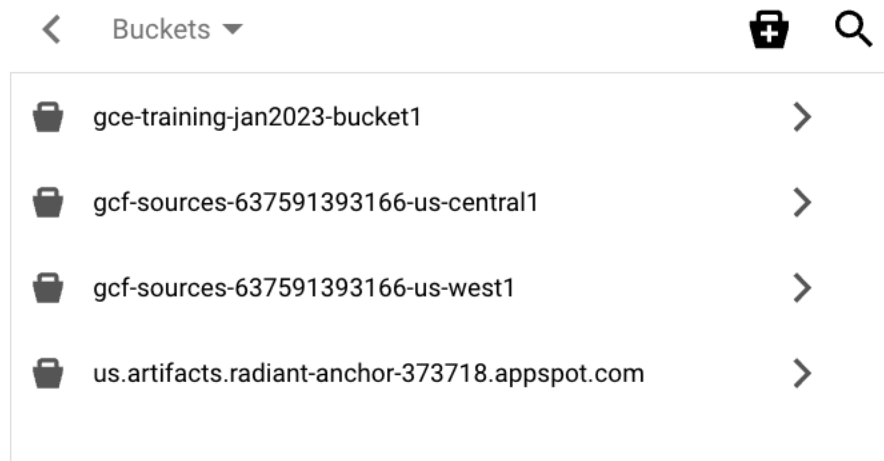 Buckets
gce-training-jan2023-bucket1
gcf-sources-637591393166-us-central1
gcf-sources-637591393166-us-west1
us.artifacts.radiant-anchor-373718.appspot.com